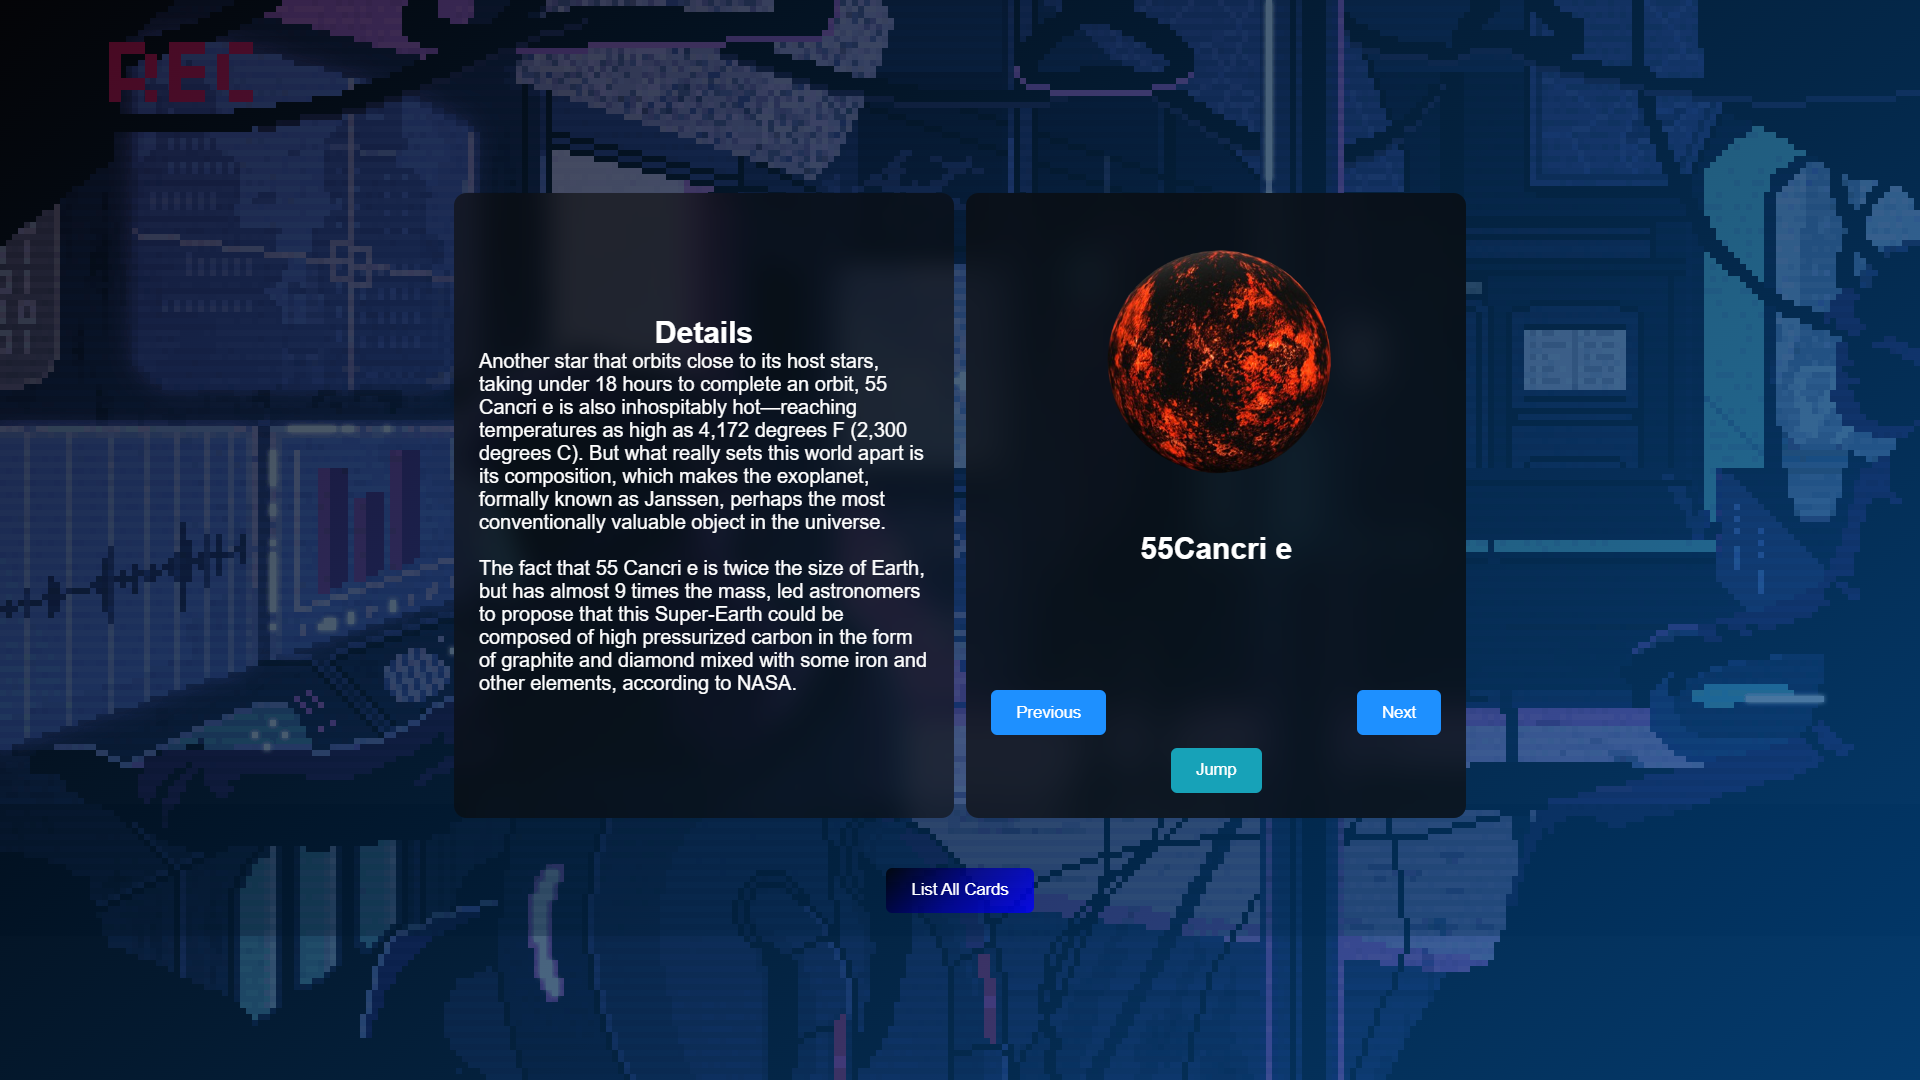 REC
Details
Another star that orbits close to its host stars,
taking under 18 hours to complete an orbit, 55
Cancri e is also inhospitably hot—reaching
temperatures as high as 4,172 degrees F (2,300
degrees C). But what really sets this world apart is
its composition, which makes the exoplanet,
formally known as Janssen, perhaps the most
conventionally valuable object in the universe.
The fact that 55 Cancri e is twice the size of Earth,
but has almost 9 times the mass, led astronomers
to propose that this Super-Earth could be
composed of high pressurized carbon in the form
of graphite and diamond mixed with some iron and
other elements, according to NASA.
55Cancri e
Previous
Next
Jump
List All Cards